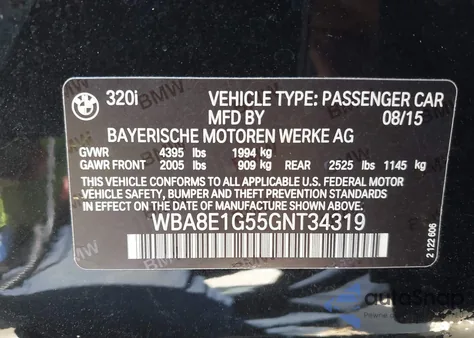 320i VEHICLE TYPE: PASSENGER CAR
MFD BY 08/15
BAYERISCHE MOTOREN WERKE AG
GVWR 4395 lbs 1994 kg
GAWR FRONT 2005 lbs 909 kg REAR 2525 lbs 1145 kg
THIS VEHICLE CONFORMS TO ALL APPLICABLE U.S. FEDERAL MOTOR
VEHICLE SAFETY, BUMPER AND THEFT PREVENTION STANDARDS IN
EFFECT ON THE DATE OF MANUFACTURE SHOWN ABOVE.
WBA8E1G55GNT34319
2 122 606
BMW
autoSnap